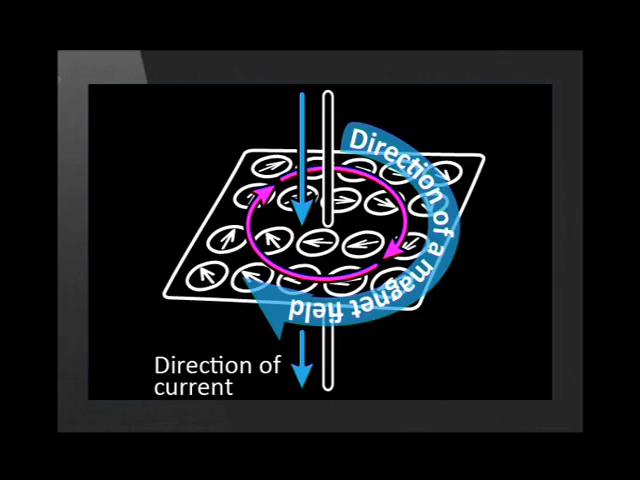 Direction of a magnet field
Direction of
current